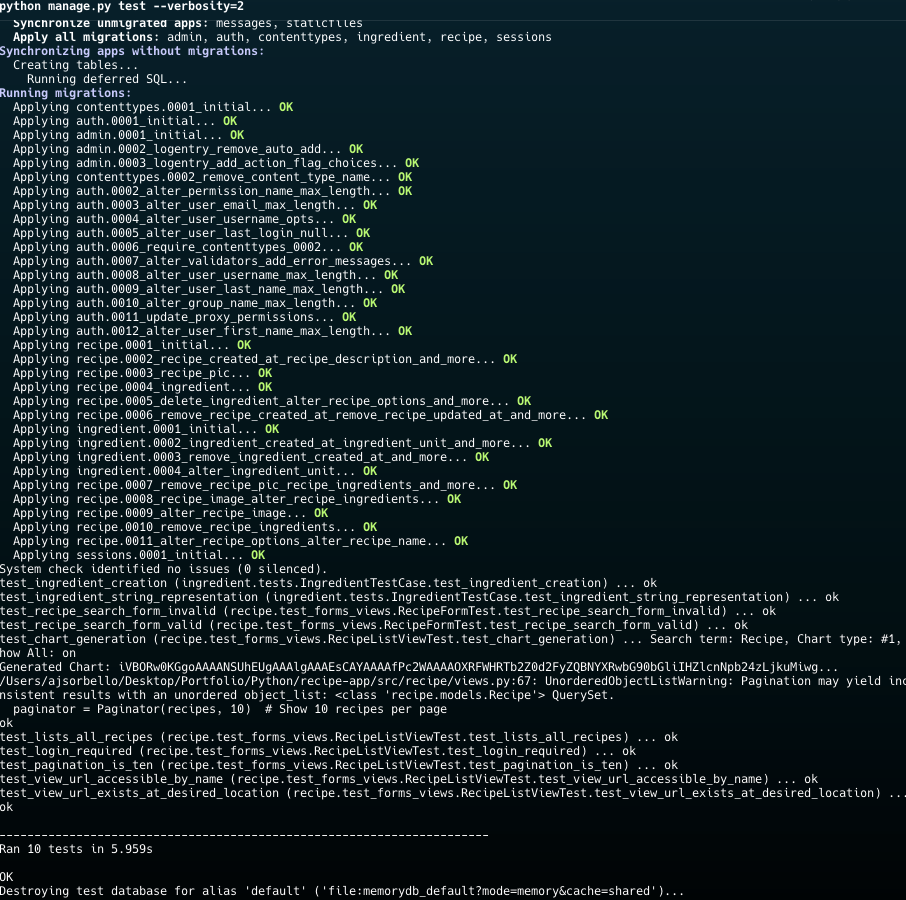 python manage.py test --verbosity=2
Synchronize unmigrated apps: messages, staticfiles
Apply all migrations: admin, auth, contenttypes, ingredient, recipe, sessions
Synchronizing apps without migrations:
Creating tables...
Running deferred SQL...
Running migrations:
Applying contenttypes.0001_initial... OK
Applying auth.0001_initial... OK
Applying admin.0001_initial... OK
Applying admin.0002_logentry_remove_auto_add... OK
Applying admin.0003_logentry_add_action_flag_choices... OK
Applying contenttypes.0002_remove_content_type_name... OK
Applying auth.0002_alter_permission_name_max_length... OK
Applying auth.0003_alter_user_email_max_length... OK
Applying auth.0004_alter_user_username_opts... OK
Applying auth.0005_alter_user_last_login_null... OK
Applying auth.0006_require_contenttypes_0002... OK
Applying auth.0007_alter_validators_add_error_messages... OK
Applying auth.0008_alter_user_username_max_length... OK
Applying auth.0009_alter_user_last_name_max_length... OK
Applying auth.0010_alter_group_name_max_length... OK
Applying auth.0011_update_proxy_permissions... OK
Applying auth.0012_alter_user_first_name_max_length... OK
Applying recipe.0001_initial... OK
Applying recipe.0002_recipe_created_at_recipe_description_and_more... OK
Applying recipe.0003_recipe_pic... OK
Applying recipe.0004_ingredient... OK
Applying recipe.0005_delete_ingredient_alter_recipe_options_and_more... OK
Applying recipe.0006_remove_recipe_created_at_remove_recipe_updated_at_and_more... OK
Applying ingredient.0001_initial... OK
Applying ingredient.0002_ingredient_created_at_ingredient_unit_and_more... OK
Applying ingredient.0003_remove_ingredient_created_at_and_more... OK
Applying ingredient.0004_alter_ingredient_unit... OK
Applying recipe.0007_remove_recipe_pic_recipe_ingredients_and_more... OK
Applying recipe.0008_recipe_image_alter_recipe_ingredients... OK
Applying recipe.0009_alter_recipe_image... OK
Applying recipe.0010_remove_recipe_ingredients... OK
Applying recipe.0011_alter_recipe_options_alter_recipe_name... OK
Applying sessions.0001_initial... OK
System check identified no issues (0 silenced).
test_ingredient_creation (ingredient.tests.IngredientTestCase.test_ingredient_creation) ... ok
test_ingredient_string_representation (ingredient.tests.IngredientTestCase.test_ingredient_string_representation) ... ok
test_recipe_search_form_invalid (recipe.test_forms_views.RecipeFormTest.test_recipe_search_form_invalid) ... ok
test_recipe_search_form_valid (recipe.test_forms_views.RecipeFormTest.test_recipe_search_form_valid) ... ok
test_chart_generation (recipe.test_forms_views.RecipeListViewTest.test_chart_generation) ... Search term: Recipe, Chart type: #1,
how All: on
Generated Chart: iVBORw0KGgoAAAANSUhEUgAAAlgAAAEsCAYAAAAfPc2WAAAAOXRFWHRTb2Z0d2FyZQBNYXRwbG90bGliIHZlcnNpb24zLjkuMiwg...
/Users/ajsorbello/Desktop/Portfolio/Python/recipe-app/src/recipe/views.py:67: UnorderedObjectListWarning: Pagination may yield inc
nsistent results with an unordered object_list: <class 'recipe.models.Recipe'> QuerySet.
paginator = Paginator(recipes, 10)  # Show 10 recipes per page
ok
test_lists_all_recipes (recipe.test_forms_views.RecipeListViewTest.test_lists_all_recipes) ... ok
test_login_required (recipe.test_forms_views.RecipeListViewTest.test_login_required) ... ok
test_pagination_is_ten (recipe.test_forms_views.RecipeListViewTest.test_pagination_is_ten) ... ok
test_view_url_accessible_by_name (recipe.test_forms_views.RecipeListViewTest.test_view_url_accessible_by_name) ... ok
test_view_url_exists_at_desired_location (recipe.test_forms_views.RecipeListViewTest.test_view_url_exists_at_desired_location) ...
ok
----------------------------------------------------------------------
Ran 10 tests in 5.959s
OK
Destroying test database for alias 'default' ('file:memorydb_default?mode=memory&cache=shared')...